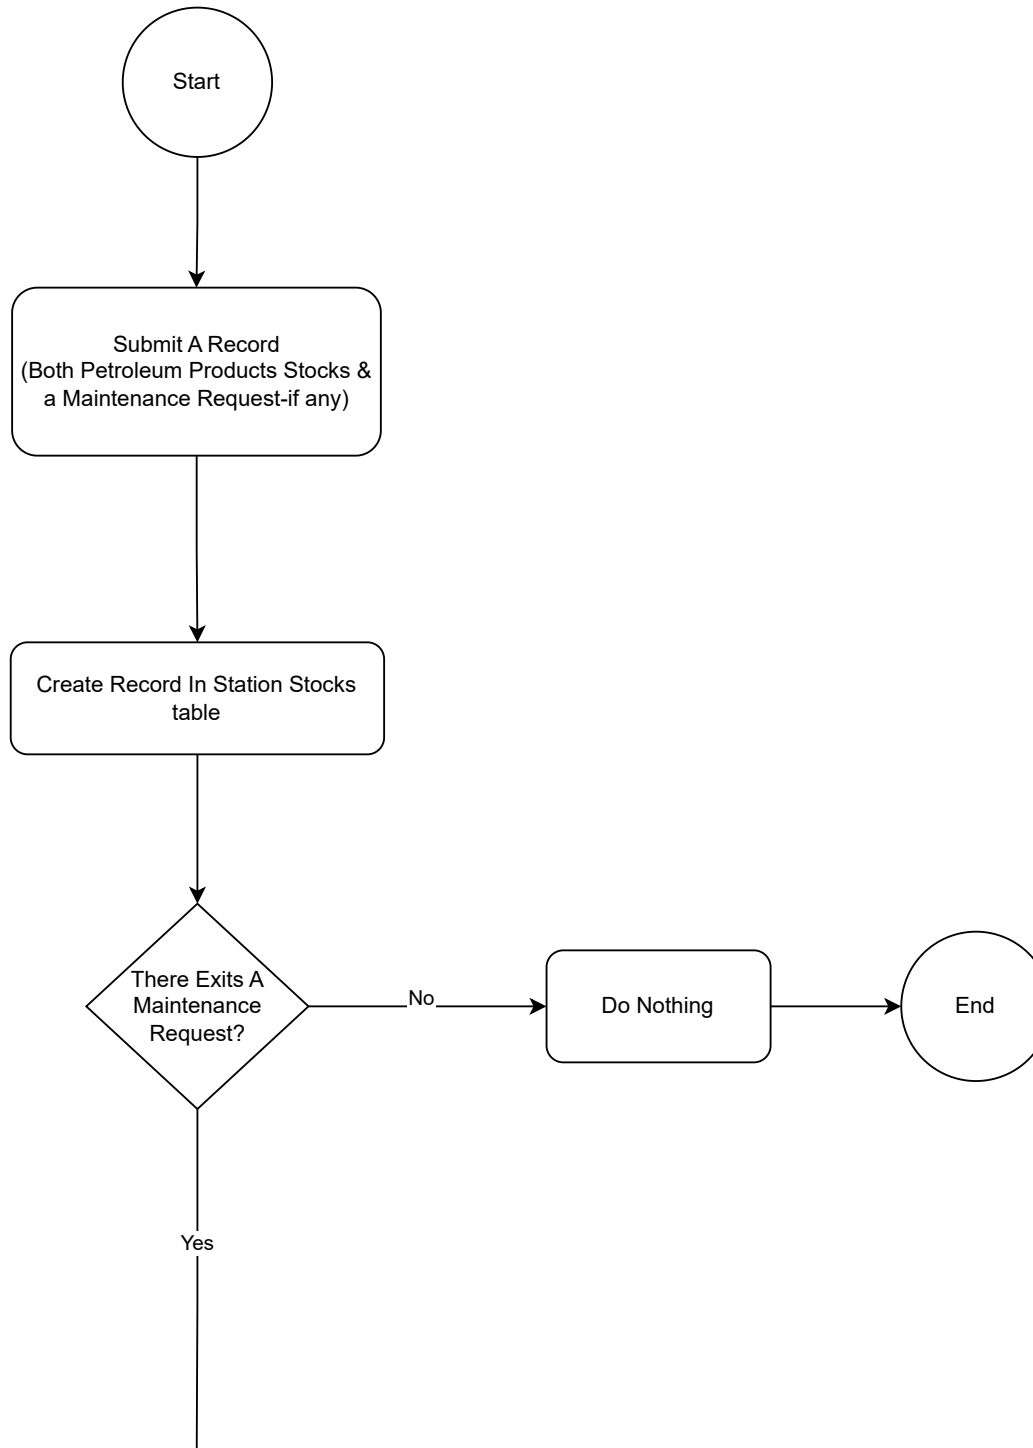 Start
Submit A Record
(Both Petroleum Products Stocks &
a Maintenance Request-if any)
Create Record In Station Stocks
table
There Exits A
Maintenance
Request?
No
Do Nothing
End
Yes